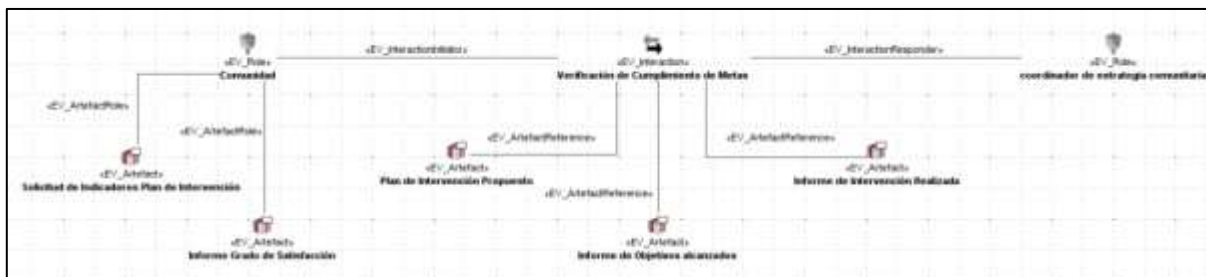 «EV_InteractionInitiator» «EV_InteractionResponder»
«EV_Role» «EV_Interaction» «EV_Role»
Comunidad Verificación de Cumplimiento de Metas coordinador de estrategia comunitaria
«EV_ArtefactRole»
«EV_ArtefactRole» «EV_ArtefactReference» «EV_ArtefactReference»
«EV_Artefact» «EV_Artefact» «EV_Artefact»
Solicitud de Indicadores Plan de Intervención Plan de Intervención Propuesto Informe de Intervención Realizada
«EV_ArtefactReference»
«EV_Artefact» «EV_Artefact»
Informe Grado de Satisfacción Informe de Objetivos alcanzados